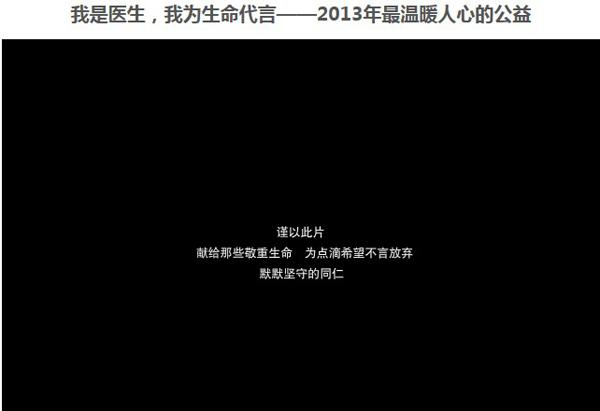 我是医生，我为生命代言——2013年最温暖人心的公益
谨以此片
献给那些敬重生命　为点滴希望不言放弃
默默坚守的同仁